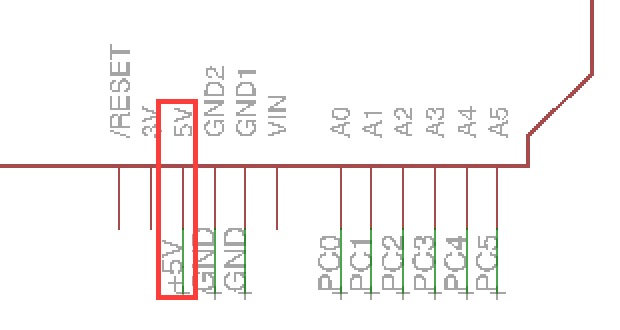 /RESET
3V
5V
GND2
GND1
VIN
A0
A1
A2
A3
A4
A5
+5V
GND
GND
PC0
PC1
PC2
PC3
PC4
PC5